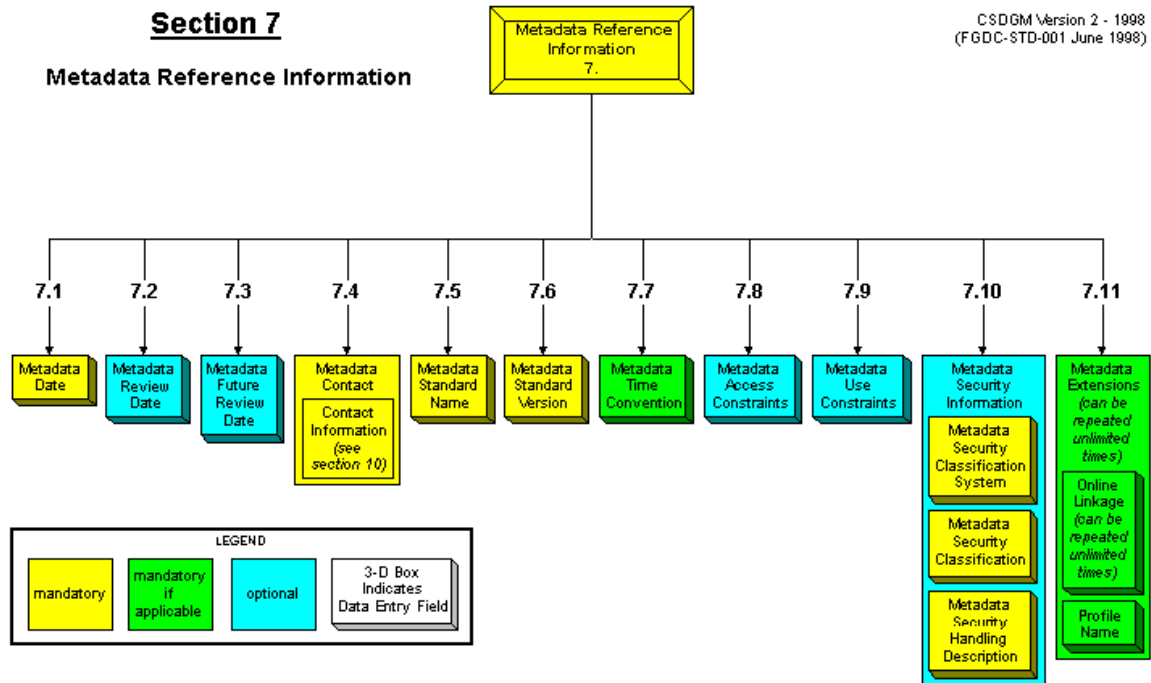 Section 7
Metadata Reference Information
CSDGM Version 2 - 1998
(FGDC-STD-001 June 1998)
Metadata Reference
Information
7.
7.1
7.2
7.3
7.4
7.5
7.6
7.7
7.8
7.9
7.10
7.11
Metadata
Date
Metadata
Review
Date
Metadata
Future
Review
Date
Metadata
Contact
Contact
Information
(see
section 10)
Metadata
Standard
Name
Metadata
Standard
Version
Metadata
Time
Convention
Metadata
Access
Constraints
Metadata
Use
Constraints
Metadata
Security
Information
Metadata
Security
Classification
System
Metadata
Security
Classification
Metadata
Security
Handling
Description
Metadata
Extensions
(can be
repeated
unlimited
times)
Online
Linkage
(can be
repeated
unlimited
times)
Profile
Name
LEGEND
mandatory
mandatory
if
applicable
optional
3-D Box
Indicates
Data Entry Field